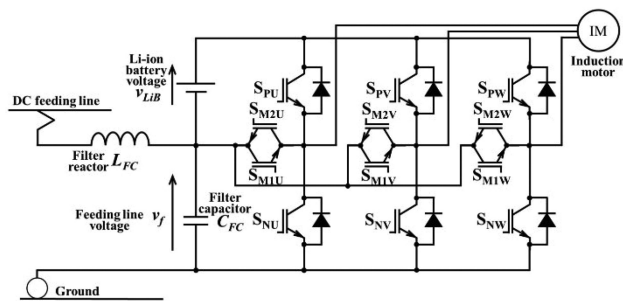 IM
Induction
motor
Li-ion
battery
voltage
vLiB
DC feeding line
SPU
SPV
SPW
SM2U
SM2V
SM2W
Filter
reactor LFC
SM1U
SM1V
SM1W
Feeding line
voltage vf
Filter
capacitor
CFC
SNU
SNV
SNW
Ground